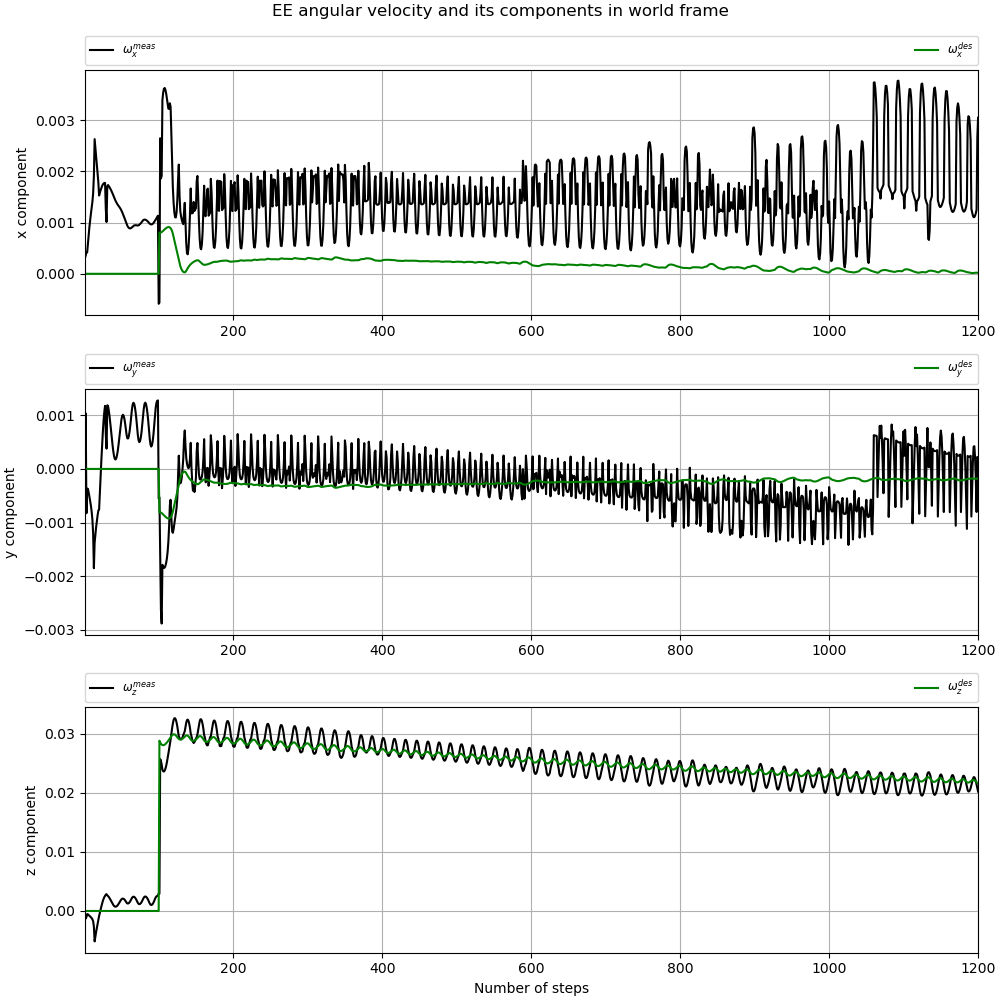 EE angular velocity and its components in world frame
ω_x^meas ω_x^des
0.003
0.002
0.001
0.000
x component
200 400 600 800 1000 1200
ω_y^meas ω_y^des
0.001
0.000
−0.001
−0.002
−0.003
y component
200 400 600 800 1000 1200
ω_z^meas ω_z^des
0.03
0.02
0.01
0.00
z component
200 400 600 800 1000 1200
Number of steps